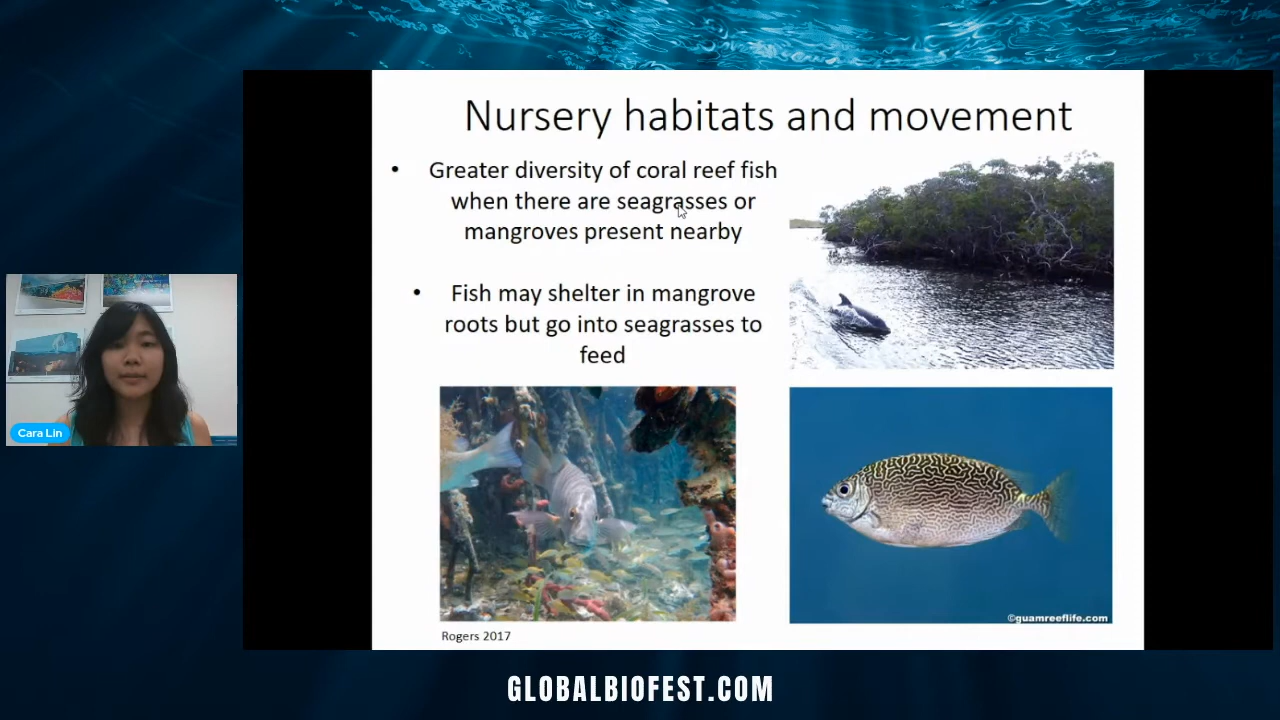 Nursery habitats and movement
• Greater diversity of coral reef fish
when there are seagrasses or
mangroves present nearby
• Fish may shelter in mangrove
roots but go into seagrasses to
feed
Cara Lin
©guamreeflife.com
Rogers 2017
GLOBALBIOFEST.COM